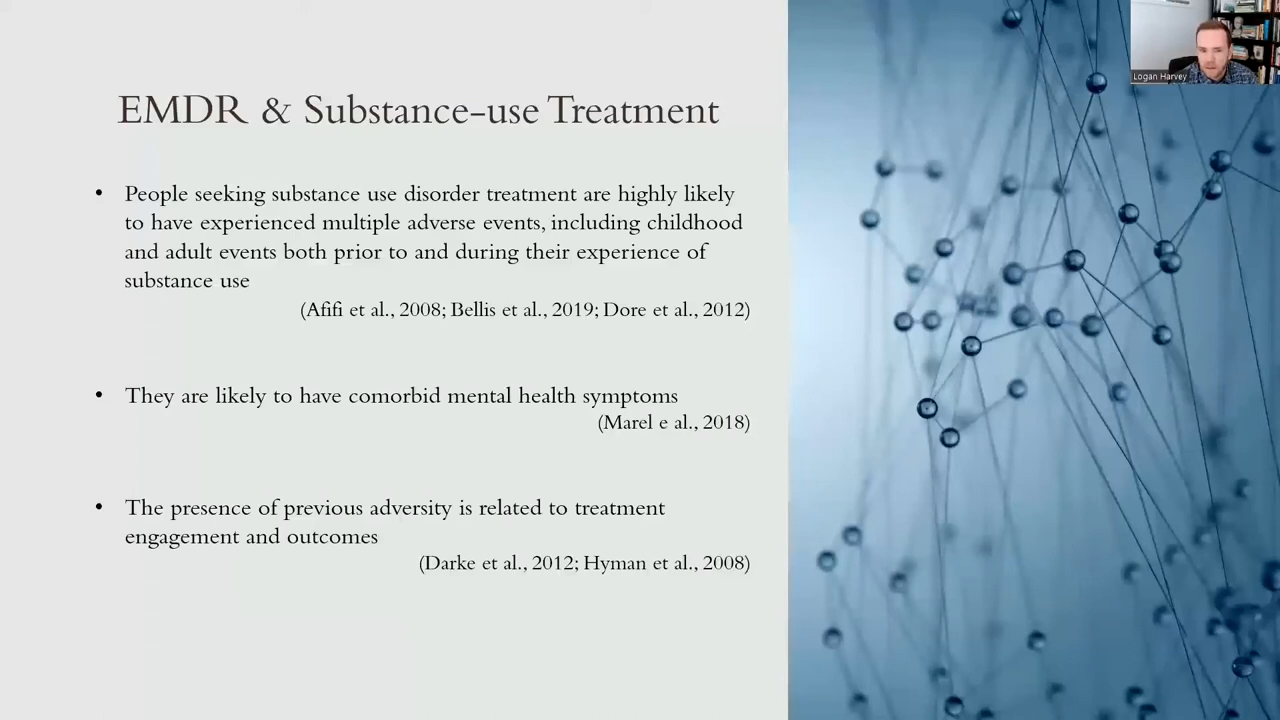 Logan Harvey
EMDR & Substance-use Treatment
• People seeking substance use disorder treatment are highly likely
to have experienced multiple adverse events, including childhood
and adult events both prior to and during their experience of
substance use
(Afifi et al., 2008; Bellis et al., 2019; Dore et al., 2012)
• They are likely to have comorbid mental health symptoms
(Marel e al., 2018)
• The presence of previous adversity is related to treatment
engagement and outcomes
(Darke et al., 2012; Hyman et al., 2008)